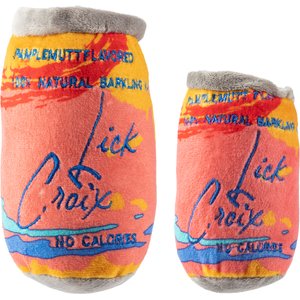 PAMPLEMUTT FLAVORED
100% NATURAL BARKLING
Lick
Croix
NO CALORIES
PAMPLEMUTT F
NATURAL BARKLING
Lick
Croix
NO CALORIES